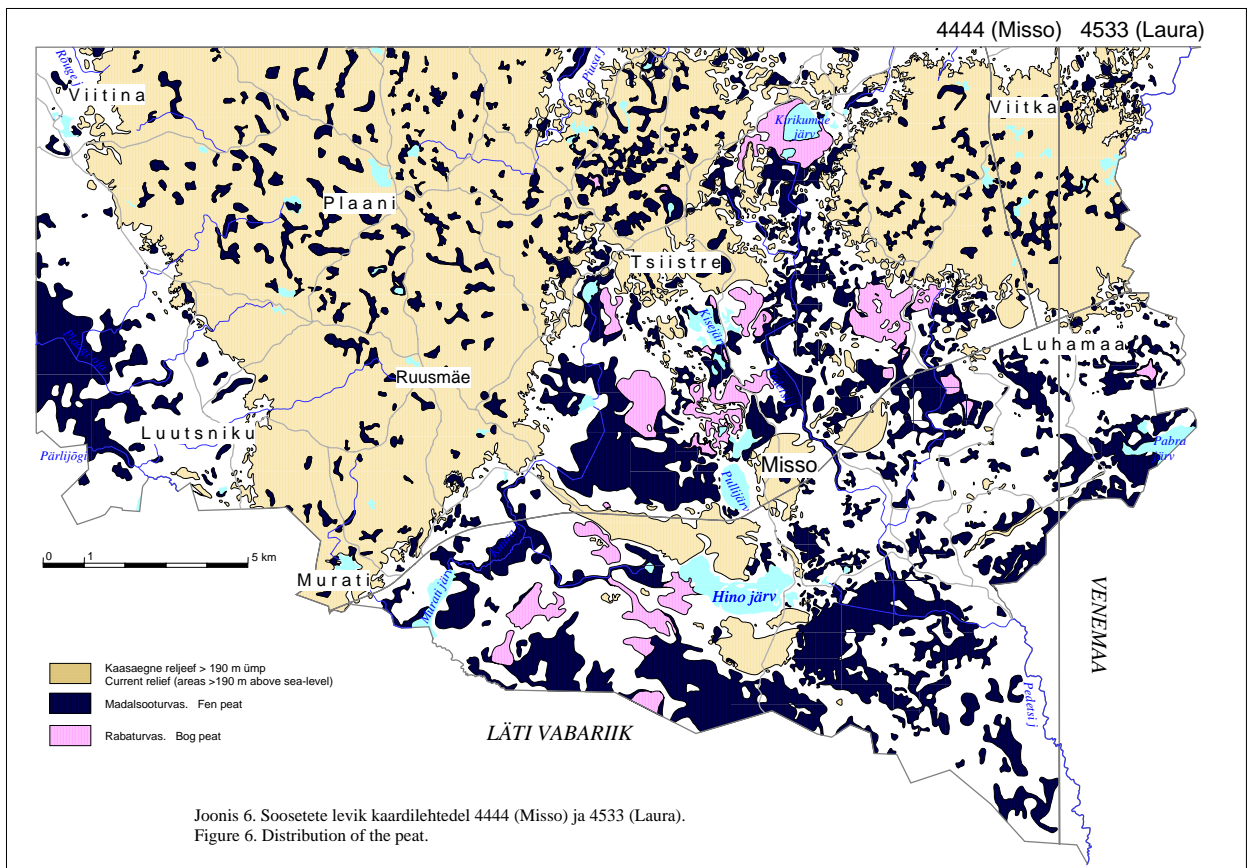 4444 (Misso) 4533 (Laura)
Rõuge j
Piusa j
Viitina
Viitka
Kirikumäe
järv
Plaani
Tsiistre
Kisejärv
Luhamaa
Ruusmäe
Luutsniku
Pärlijõgi
Pabra
järv
Misso
Pullijärv
0 1 5 km
Murati
Murati järv
Hino järv
VENEMAA
Pedetsi j
Kaasaegne reljeef > 190 m ümp
Current relief (areas >190 m above sea-level)
Madalsooturvas. Fen peat
Rabaturvas. Bog peat
LÄTI VABARIIK
Joonis 6. Soosetete levik kaardilehtedel 4444 (Misso) ja 4533 (Laura).
Figure 6. Distribution of the peat.